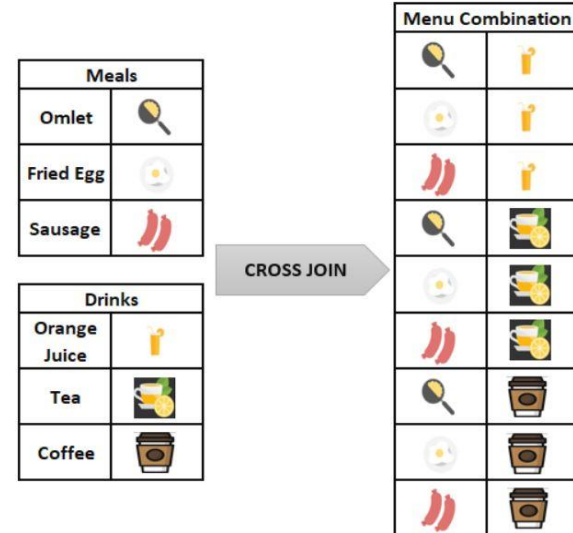 Meals
Omlet
Fried Egg
Sausage
Drinks
Orange
Juice
Tea
Coffee
CROSS JOIN
Menu Combination